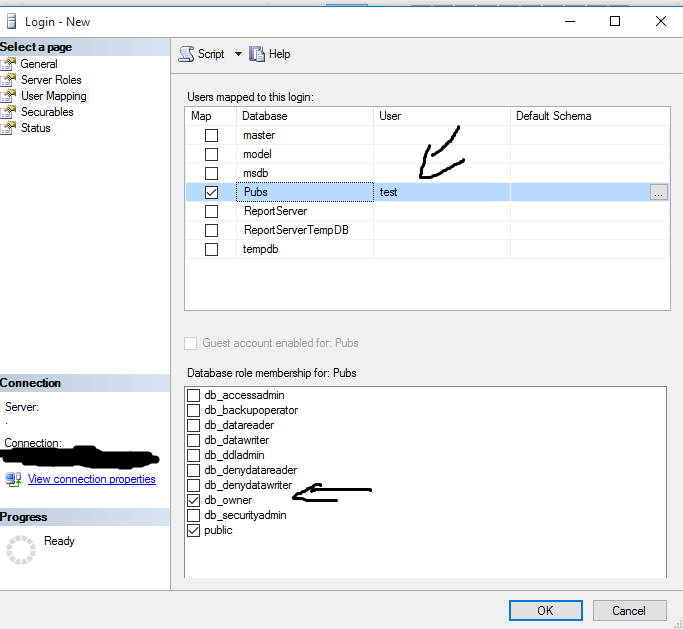 Login - New
Select a page
General
Server Roles
User Mapping
Securables
Status
Script Help
Users mapped to this login:
Map Database User Default Schema
master
model
msdb
Pubs test ...
ReportServer
ReportServerTempDB
tempdb
Guest account enabled for: Pubs
Database role membership for: Pubs
db_accessadmin
db_backupoperator
db_datareader
db_datawriter
db_ddladmin
db_denydatareader
db_denydatawriter
db_owner
db_securityadmin
public
Connection
Server:
.
Connection:
View connection properties
Progress
Ready
OK Cancel